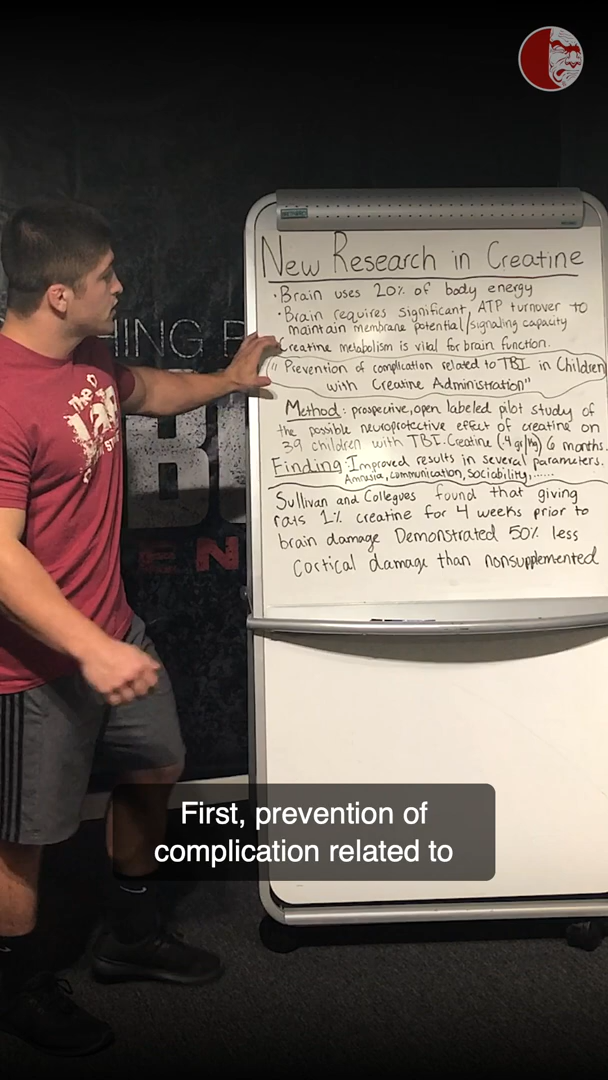 New Research in Creatine
• Brain uses 20% of body energy
• Brain requires significant ATP turnover to
maintain membrane potential/signaling capacity
Creatine metabolism is vital for brain function.
"Prevention of complication related to TBI in Children
with Creatine Administration"
Method: prospective, open labeled pilot study of
the possible neuroprotective effect of creatine on
39 children with TBI. Creatine (.4 gr/kg) 6 months.
Finding: Improved results in several parameters.
Amnesia, communication, sociability,......
Sullivan and Collegues found that giving
rats 1% creatine for 4 weeks prior to
brain damage Demonstrated 50% less
cortical damage than nonsupplemented
HING
EN
First, prevention of
complication related to